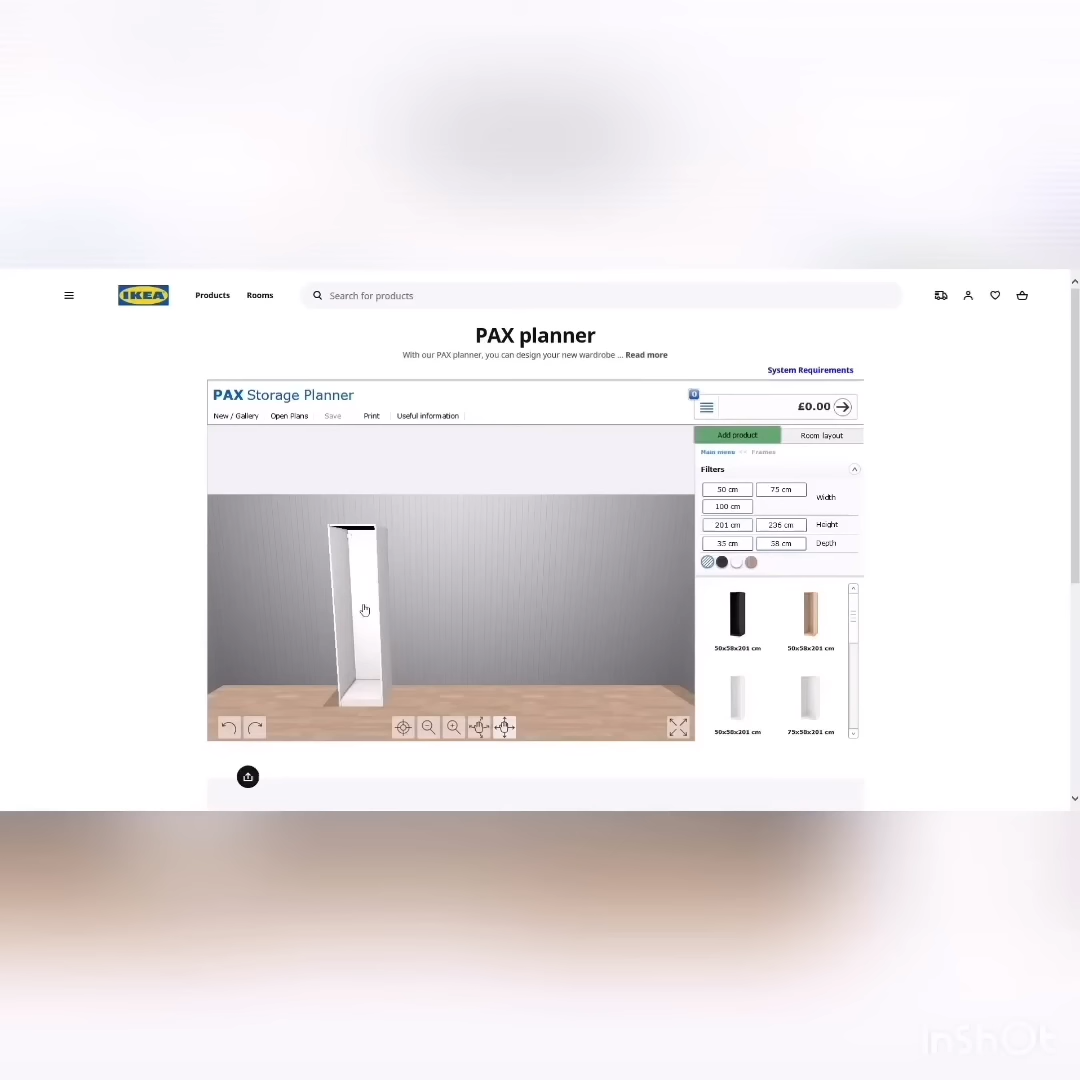 IKEA
Products Rooms
Search for products
PAX planner
With our PAX planner, you can design your new wardrobe ... Read more
System Requirements
PAX Storage Planner
0
£0.00
New / Gallery Open Plans Save Print Useful information
Add product Room layout
Main menu << Frames
Filters
50 cm 75 cm Width
100 cm
201 cm 236 cm Height
35 cm 58 cm Depth
50x58x201 cm 50x58x201 cm
50x58x201 cm 75x58x201 cm
InShOt